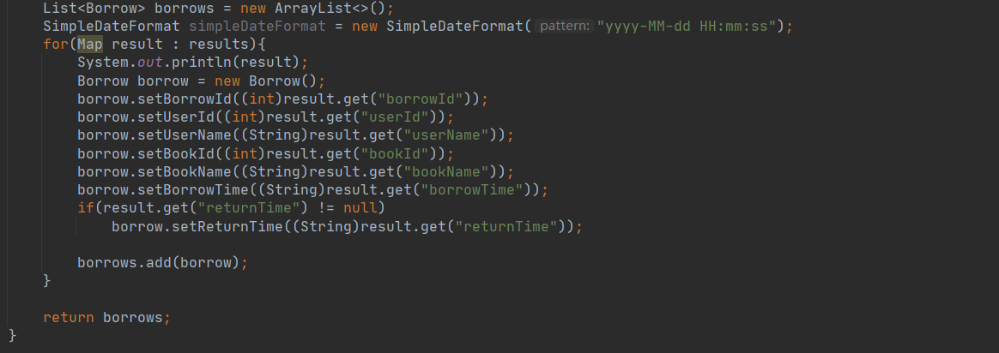 List<Borrow> borrows = new ArrayList<>();
SimpleDateFormat simpleDateFormat = new SimpleDateFormat( pattern: "yyyy-MM-dd HH:mm:ss");
for(Map result : results){
System.out.println(result);
Borrow borrow = new Borrow();
borrow.setBorrowId((int)result.get("borrowId"));
borrow.setUserId((int)result.get("userId"));
borrow.setUserName((String)result.get("userName"));
borrow.setBookId((int)result.get("bookId"));
borrow.setBookName((String)result.get("bookName"));
borrow.setBorrowTime((String)result.get("borrowTime"));
if(result.get("returnTime") != null)
borrow.setReturnTime((String)result.get("returnTime"));
borrows.add(borrow);
}
return borrows;
}